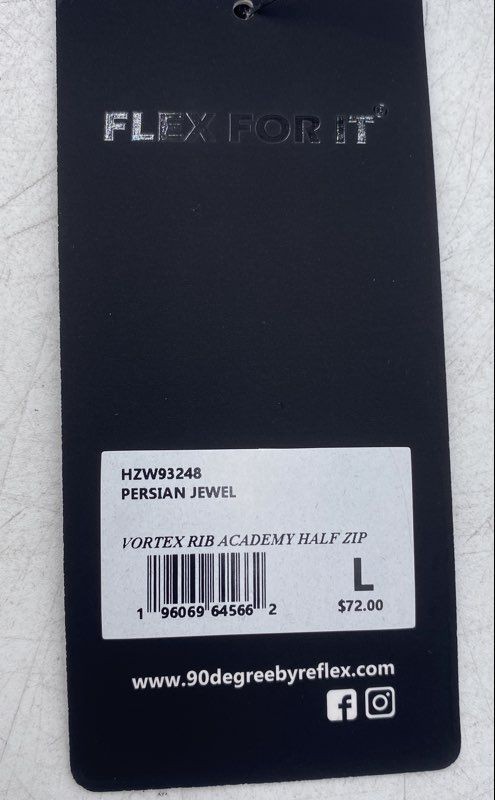 FLEX FOR IT®
HZW93248
PERSIAN JEWEL
VORTEX RIB ACADEMY HALF ZIP
L
1 96069 64566 2
$72.00
www.90degreebyreflex.com